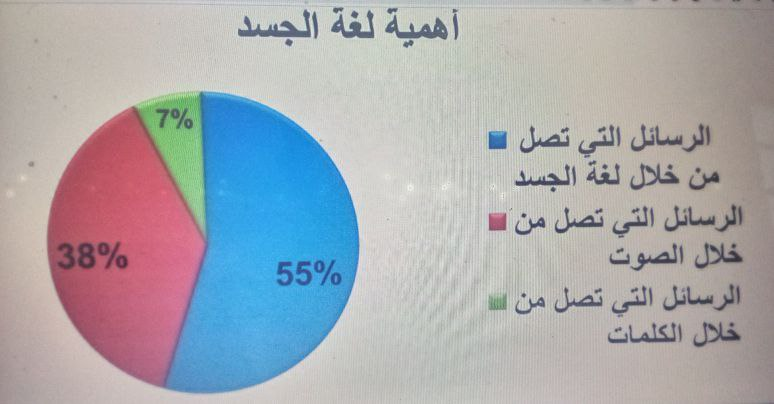 أهمية لغة الجسد
7%
38%
55%
الرسائل التي تصل
من خلال لغة الجسد
الرسائل التي تصل من
خلال الصوت
الرسائل التي تصل من
خلال الكلمات